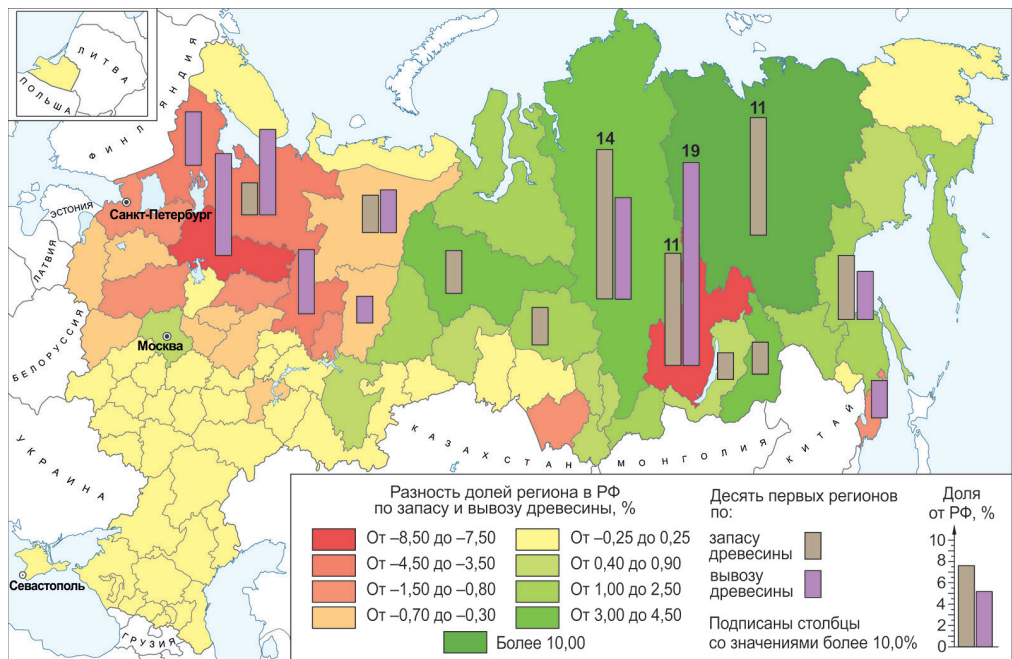 ЛИТВА
ПОЛЬША
ФИНЛЯНДИЯ
ЭСТОНИЯ
ЛАТВИЯ
БЕЛОРУССИЯ
УКРАИНА
Санкт-Петербург
Москва
Севастополь
ГРУЗИЯ
КАЗАХСТАН
МОНГОЛИЯ
КИТАЙ
14
11
19
11
Разность долей региона в РФ
по запасу и вывозу древесины, %
От –8,50 до –7,50
От –4,50 до –3,50
От –1,50 до –0,80
От –0,70 до –0,30
От –0,25 до 0,25
От 0,40 до 0,90
От 1,00 до 2,50
От 3,00 до 4,50
Более 10,00
Десять первых регионов
по:
запасу
древесины
вывозу
древесины
Подписаны столбцы
со значениями более 10,0%
Доля
от РФ, %
10
8
6
4
2
0